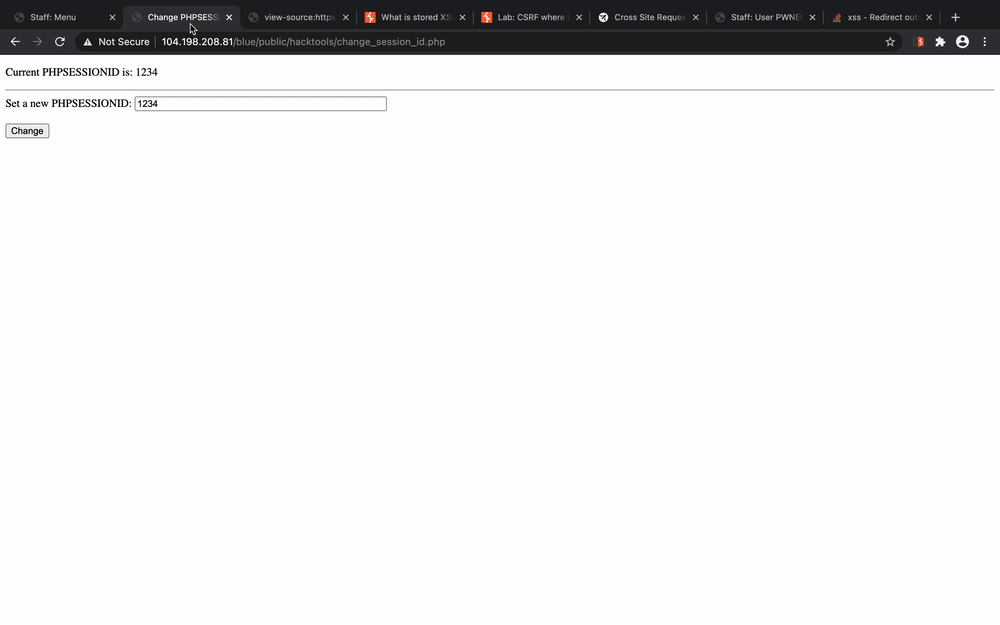 Staff: Menu
Change PHPSESS
view-source:https
What is stored XS
Lab: CSRF where
Cross Site Reques
Staff: User PWNE
xss - Redirect out
Not Secure 104.198.208.81/blue/public/hacktools/change_session_id.php
Current PHPSESSIONID is: 1234
Set a new PHPSESSIONID: 1234
Change